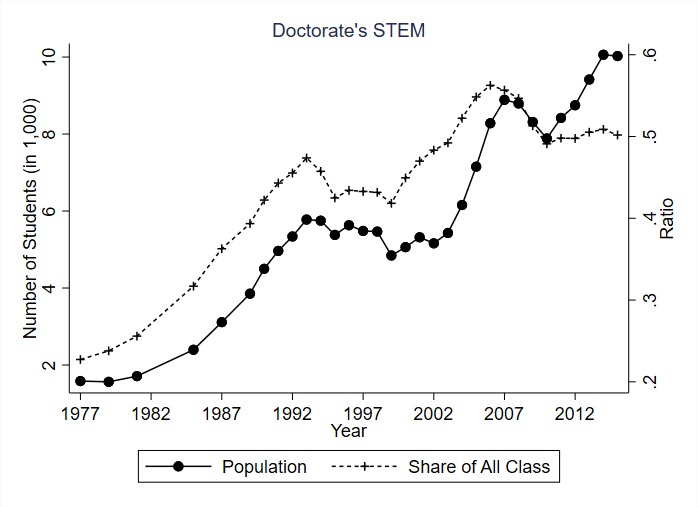 Doctorate's STEM
Number of Students (in 1,000)
10
8
6
4
2
.6
.5
.4
.3
.2
Ratio
1977 1982 1987 1992 1997 2002 2007 2012
Year
Population Share of All Class